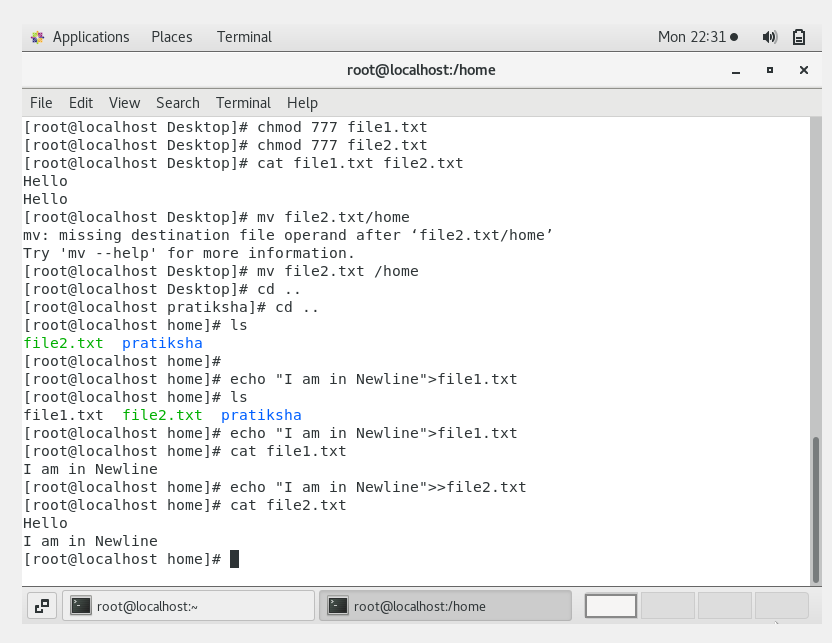 Applications Places Terminal Mon 22:31
root@localhost:/home
File Edit View Search Terminal Help
[root@localhost Desktop]# chmod 777 file1.txt
[root@localhost Desktop]# chmod 777 file2.txt
[root@localhost Desktop]# cat file1.txt file2.txt
Hello
Hello
[root@localhost Desktop]# mv file2.txt/home
mv: missing destination file operand after ‘file2.txt/home’
Try 'mv --help' for more information.
[root@localhost Desktop]# mv file2.txt /home
[root@localhost Desktop]# cd ..
[root@localhost pratiksha]# cd ..
[root@localhost home]# ls
file2.txt  pratiksha
[root@localhost home]#
[root@localhost home]# echo "I am in Newline">file1.txt
[root@localhost home]# ls
file1.txt  file2.txt  pratiksha
[root@localhost home]# echo "I am in Newline">file1.txt
[root@localhost home]# cat file1.txt
I am in Newline
[root@localhost home]# echo "I am in Newline">>file2.txt
[root@localhost home]# cat file2.txt
Hello
I am in Newline
[root@localhost home]#
root@localhost:~ root@localhost:/home